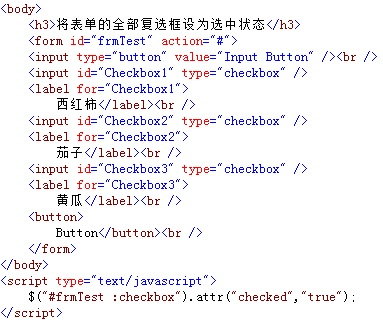 <body>
<h3>将表单的全部复选框设为选中状态</h3>
<form id="frmTest" action="#">
<input type="button" value="Input Button" /><br />
<input id="Checkbox1" type="checkbox" />
<label for="Checkbox1">
西红柿</label><br />
<input id="Checkbox2" type="checkbox" />
<label for="Checkbox2">
茄子</label><br />
<input id="Checkbox3" type="checkbox" />
<label for="Checkbox3">
黄瓜</label><br />
<button>
Button</button><br />
</form>
</body>
<script type="text/javascript">
$("#frmTest :checkbox").attr("checked","true");
</script>